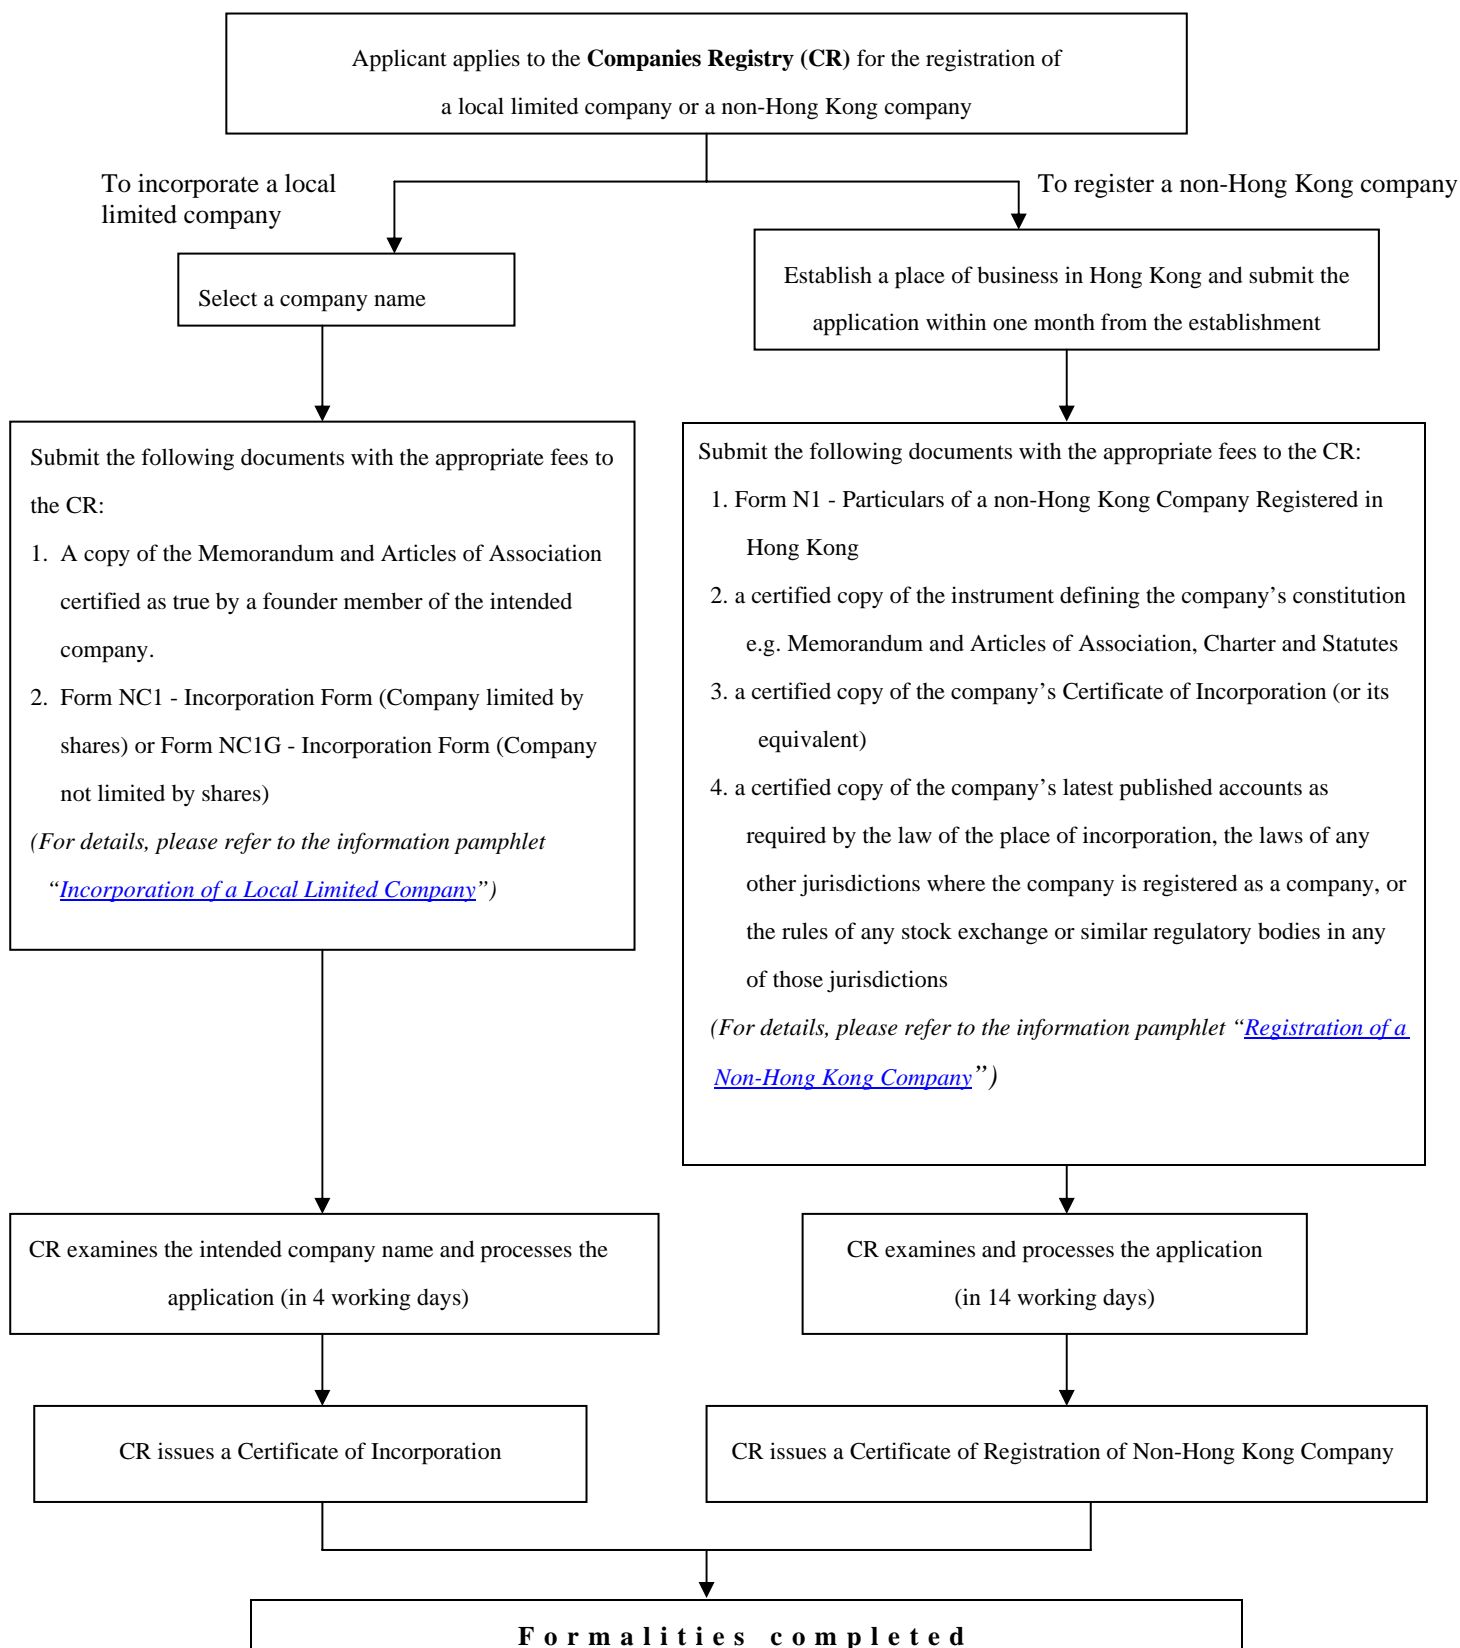 Applicant applies to the Companies Registry (CR) for the registration of
a local limited company or a non-Hong Kong company
To incorporate a local
limited company
To register a non-Hong Kong company
Select a company name
Establish a place of business in Hong Kong and submit the
application within one month from the establishment
Submit the following documents with the appropriate fees to
the CR:
1. A copy of the Memorandum and Articles of Association
certified as true by a founder member of the intended
company.
2. Form NC1 - Incorporation Form (Company limited by
shares) or Form NC1G - Incorporation Form (Company
not limited by shares)
(For details, please refer to the information pamphlet
“Incorporation of a Local Limited Company”)
Submit the following documents with the appropriate fees to the CR:
1. Form N1 - Particulars of a non-Hong Kong Company Registered in
Hong Kong
2. a certified copy of the instrument defining the company’s constitution
e.g. Memorandum and Articles of Association, Charter and Statutes
3. a certified copy of the company’s Certificate of Incorporation (or its
equivalent)
4. a certified copy of the company’s latest published accounts as
required by the law of the place of incorporation, the laws of any
other jurisdictions where the company is registered as a company, or
the rules of any stock exchange or similar regulatory bodies in any
of those jurisdictions
(For details, please refer to the information pamphlet “Registration of a
Non-Hong Kong Company”)
CR examines the intended company name and processes the
application (in 4 working days)
CR examines and processes the application
(in 14 working days)
CR issues a Certificate of Incorporation
CR issues a Certificate of Registration of Non-Hong Kong Company
Formalities completed